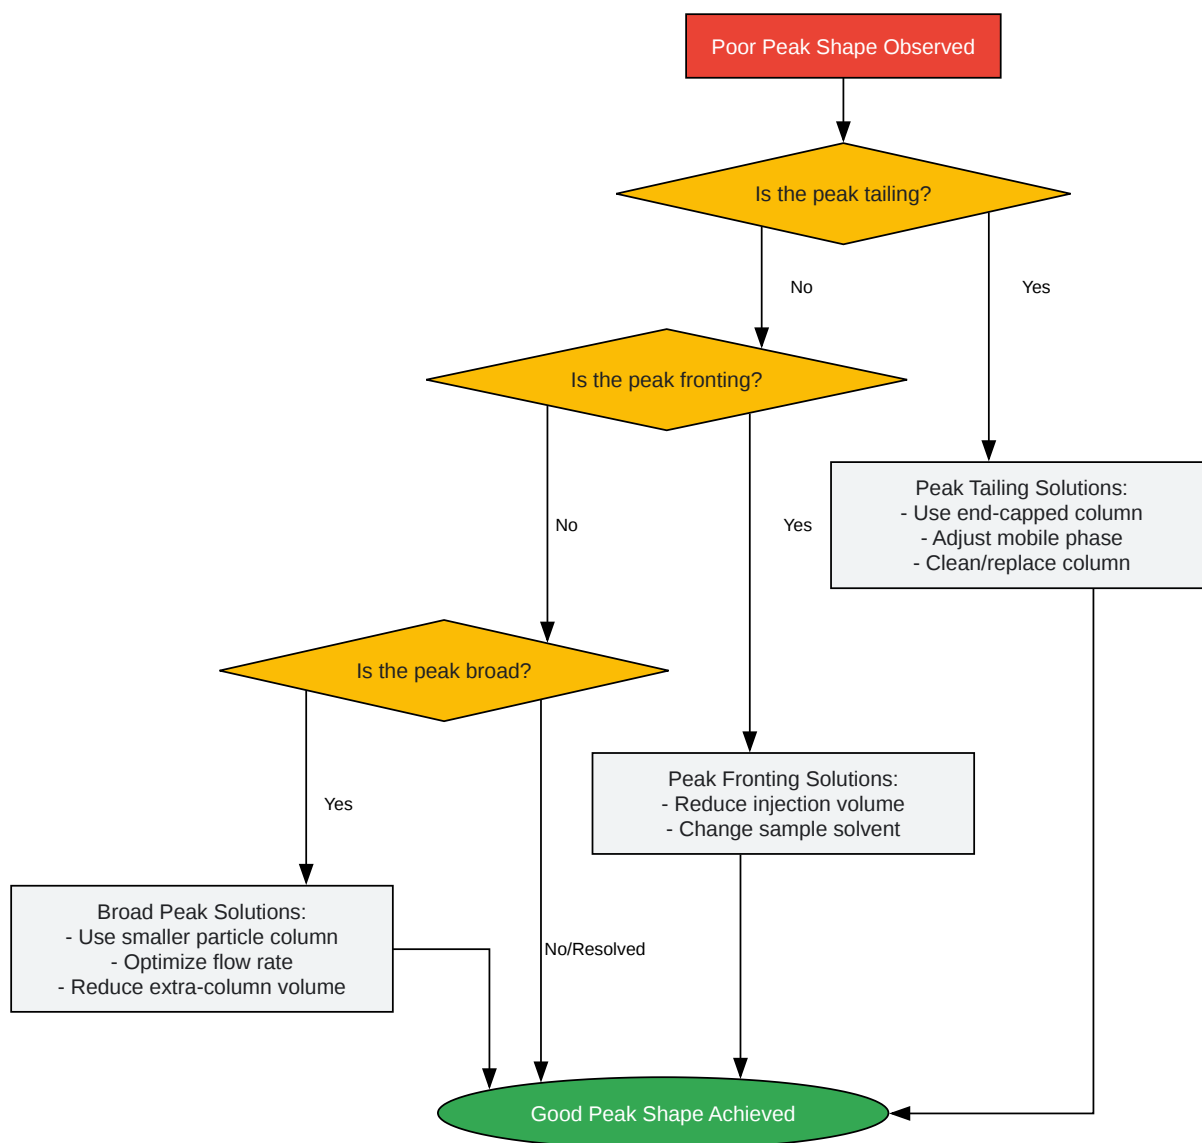 Poor Peak Shape Observed
Is the peak tailing?
No
Yes
Is the peak fronting?
Peak Tailing Solutions:
- Use end-capped column
- Adjust mobile phase
- Clean/replace column
No
Yes
Is the peak broad?
Peak Fronting Solutions:
- Reduce injection volume
- Change sample solvent
Yes
Broad Peak Solutions:
- Use smaller particle column
- Optimize flow rate
- Reduce extra-column volume
No/Resolved
Good Peak Shape Achieved